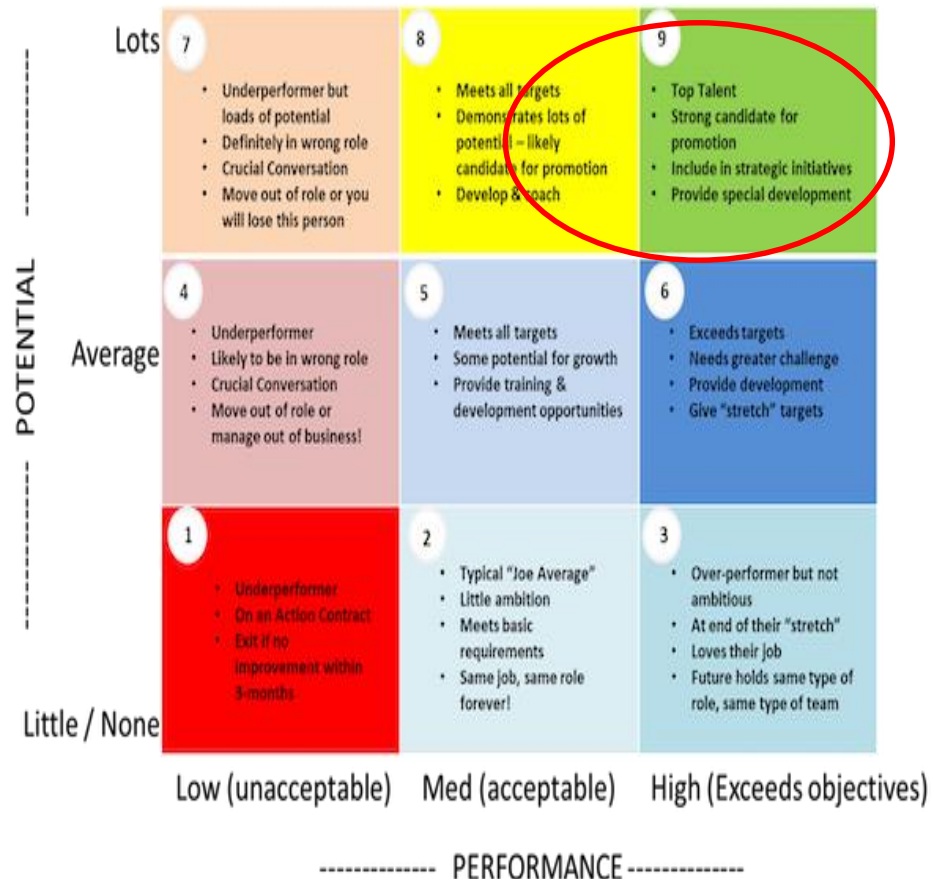 Lots
7
• Underperformer but
loads of potential
• Definitely in wrong role
• Crucial Conversation
• Move out of role or you
will lose this person
8
• Meets all targets
• Demonstrates lots of
potential – likely
candidate for promotion
• Develop & coach
9
• Top Talent
• Strong candidate for
promotion
• Include in strategic initiatives
• Provide special development
POTENTIAL
Average
4
• Underperformer
• Likely to be in wrong role
• Crucial Conversation
• Move out of role or
manage out of business!
5
• Meets all targets
• Some potential for growth
• Provide training &
development opportunities
6
• Exceeds targets
• Needs greater challenge
• Provide development
• Give "stretch" targets
Little / None
1
• Underperformer
• On an Action Contract
• Exit if no
improvement within
3-months
2
• Typical "Joe Average"
• Little ambition
• Meets basic
requirements
• Same job, same role
forever!
3
• Over-performer but not
ambitious
• At end of their "stretch"
• Loves their job
• Future holds same type of
role, same type of team
Low (unacceptable)
Med (acceptable)
High (Exceeds objectives)
PERFORMANCE